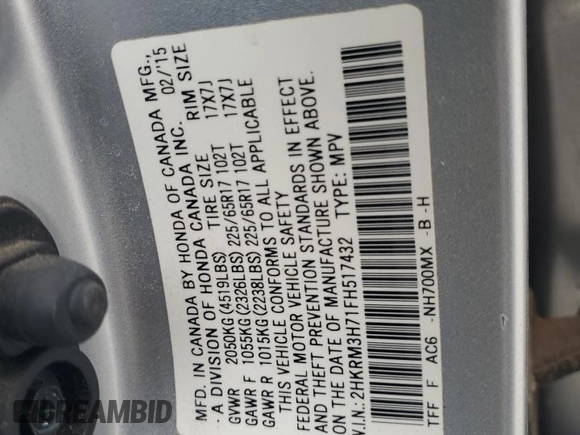 MFD. IN CANADA BY HONDA OF CANADA MFG.,
A DIVISION OF HONDA CANADA INC. 02/'15
TIRE SIZE RIM SIZE
GVWR 2050KG(4519LBS) 225/65R17 102T 17X7J
GAWR F 1055KG(2326LBS) 225/65R17 102T 17X7J
GAWR R 1015KG(2238LBS)
THIS VEHICLE CONFORMS TO ALL APPLICABLE
FEDERAL MOTOR VEHICLE SAFETY
AND THEFT PREVENTION STANDARDS IN EFFECT
ON THE DATE OF MANUFACTURE SHOWN ABOVE.
V.I.N.: 2HKRM3H71FH517432 TYPE: MPV
TFF F AC6 -NH700MX -B -H
DREAMBID